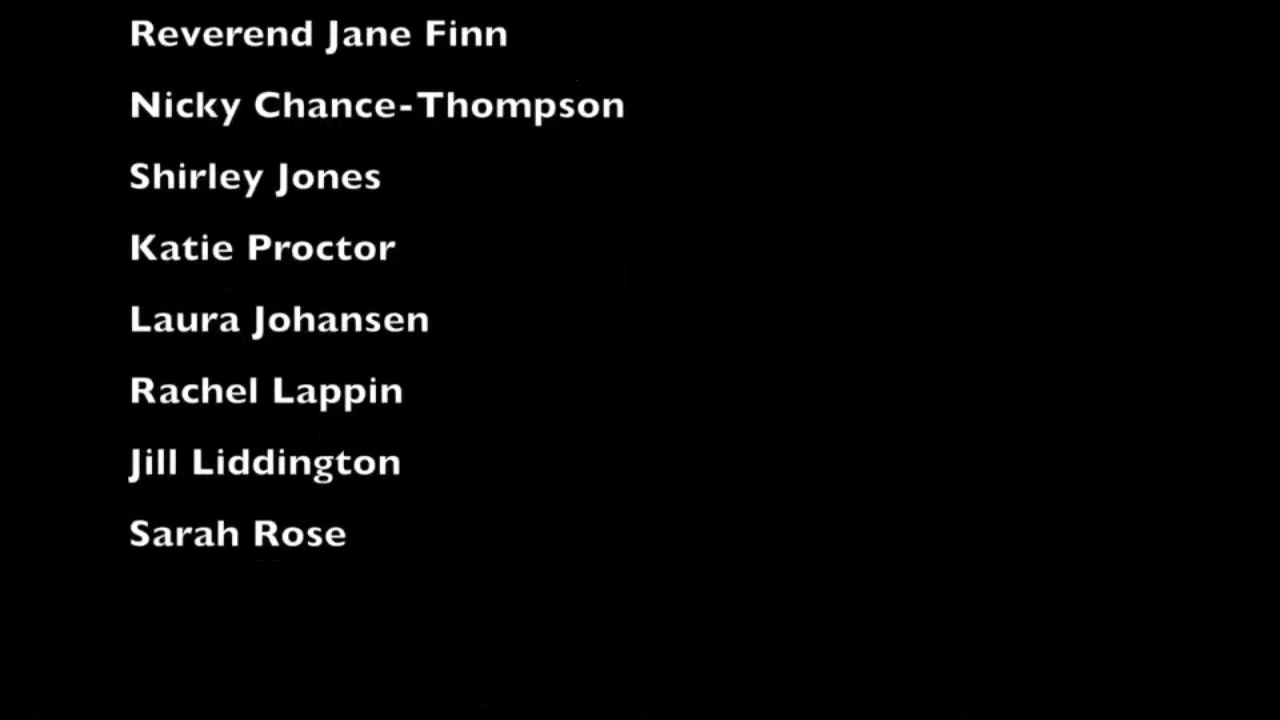 Reverend Jane Finn
Nicky Chance-Thompson
Shirley Jones
Katie Proctor
Laura Johansen
Rachel Lappin
Jill Liddington
Sarah Rose